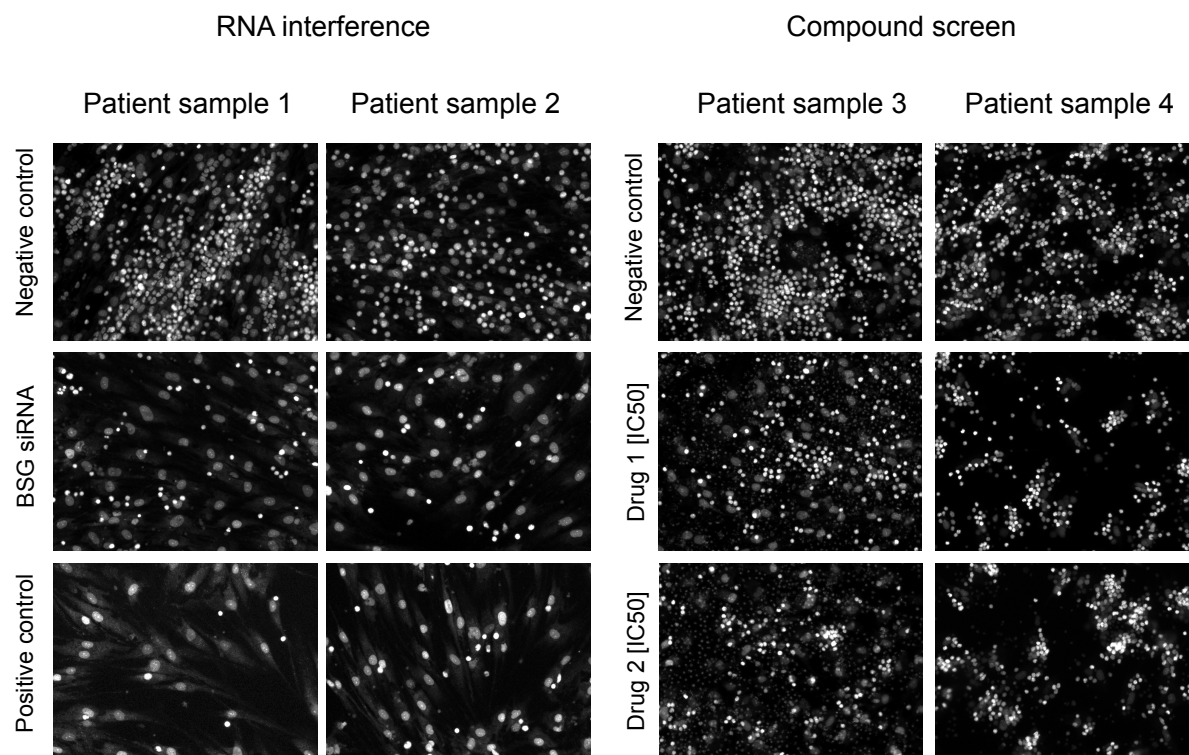 RNA interference
Compound screen
Patient sample 1
Patient sample 2
Patient sample 3
Patient sample 4
Negative control
Negative control
BSG siRNA
Drug 1 [IC50]
Positive control
Drug 2 [IC50]